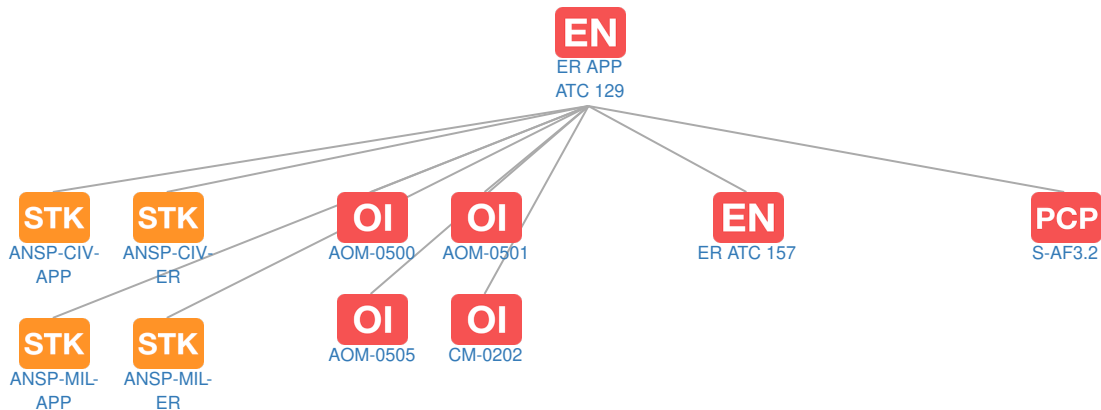 EN
ER APP
ATC 129
STK
STK
OI
OI
EN
PCP
ANSP-CIV-
APP
ANSP-CIV-
ER
AOM-0500
AOM-0501
ER ATC 157
S-AF3.2
STK
STK
OI
OI
ANSP-MIL-
APP
ANSP-MIL-
ER
AOM-0505
CM-0202